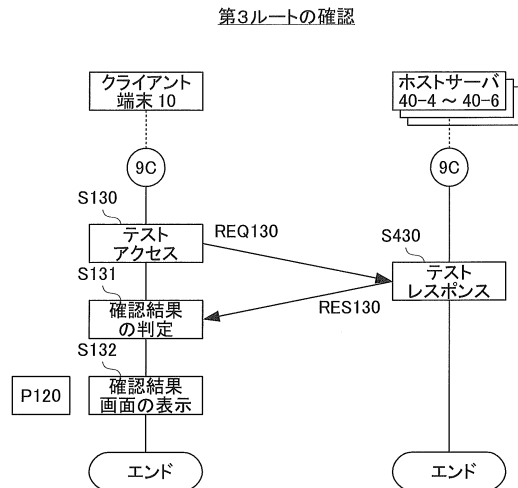 第3ルートの確認
クライアント
端末10
ホストサーバ
40-4 ~ 40-6
9C
9C
S130
テスト
アクセス
REQ130
S430
テスト
レスポンス
S131
確認結果
の判定
RES130
S132
P120
確認結果
画面の表示
エンド
エンド